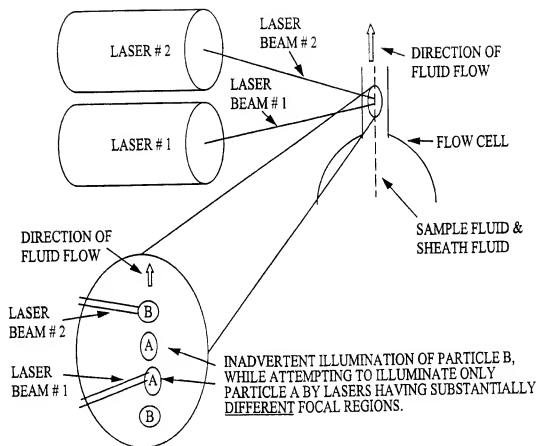 LASER # 2
LASER
BEAM # 2
DIRECTION OF
FLUID FLOW
LASER
BEAM # 1
LASER # 1
FLOW CELL
SAMPLE FLUID &
SHEATH FLUID
DIRECTION OF
FLUID FLOW
LASER
BEAM # 2
B
A
LASER
BEAM # 1
A
B
INADVERTENT ILLUMINATION OF PARTICLE B,
WHILE ATTEMPTING TO ILLUMINATE ONLY
PARTICLE A BY LASERS HAVING SUBSTANTIALLY
DIFFERENT FOCAL REGIONS.